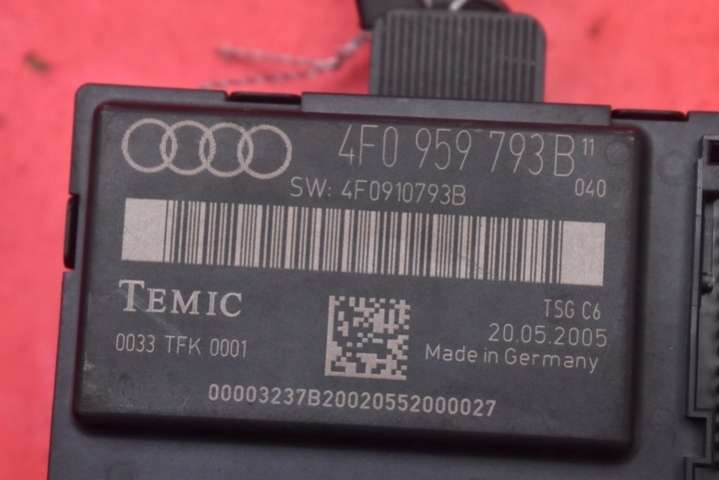 4F0 959 793B 11
SW: 4F0910793B 040
TEMIC TSG C6
20.05.2005
0033 TFK 0001 Made in Germany
00003237B20020552000027